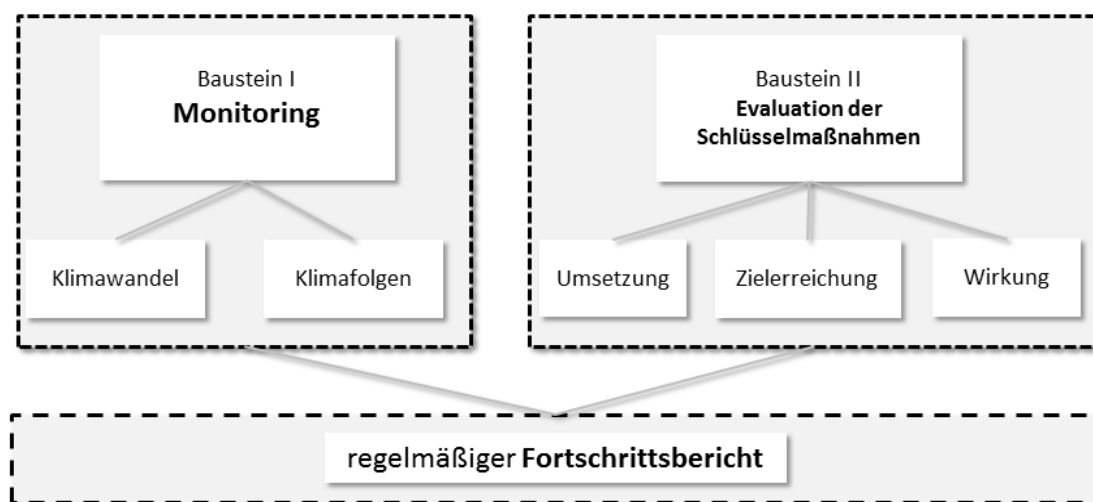 Baustein I
Monitoring
Klimawandel
Klimafolgen
Baustein II
Evaluation der
Schlüsselmaßnahmen
Umsetzung
Zielerreichung
Wirkung
regelmäßiger Fortschrittsbericht